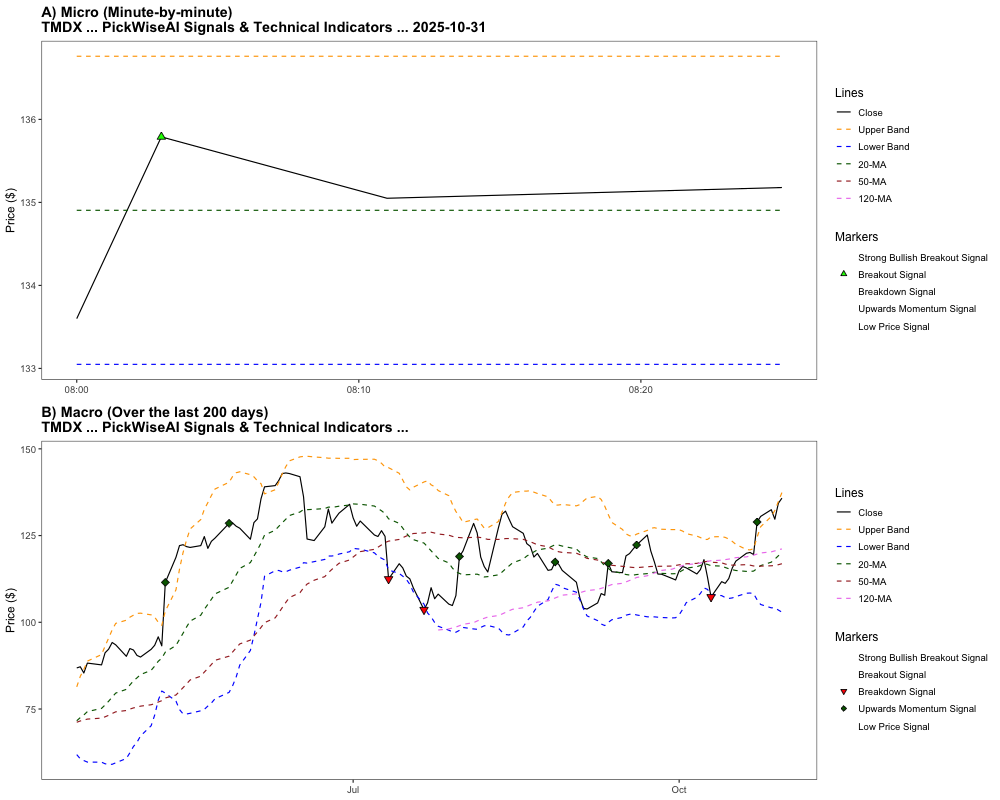 A) Micro (Minute-by-minute)
TMDX ... PickWiseAI Signals & Technical Indicators ... 2025-10-31
Price ($)
136
135
134
133
08:00
08:10
08:20
Lines
Close
Upper Band
Lower Band
20-MA
50-MA
120-MA
Markers
Strong Bullish Breakout Signal
Breakout Signal
Breakdown Signal
Upwards Momentum Signal
Low Price Signal
B) Macro (Over the last 200 days)
TMDX ... PickWiseAI Signals & Technical Indicators ...
Price ($)
150
125
100
75
Jul
Oct
Lines
Close
Upper Band
Lower Band
20-MA
50-MA
120-MA
Markers
Strong Bullish Breakout Signal
Breakout Signal
Breakdown Signal
Upwards Momentum Signal
Low Price Signal